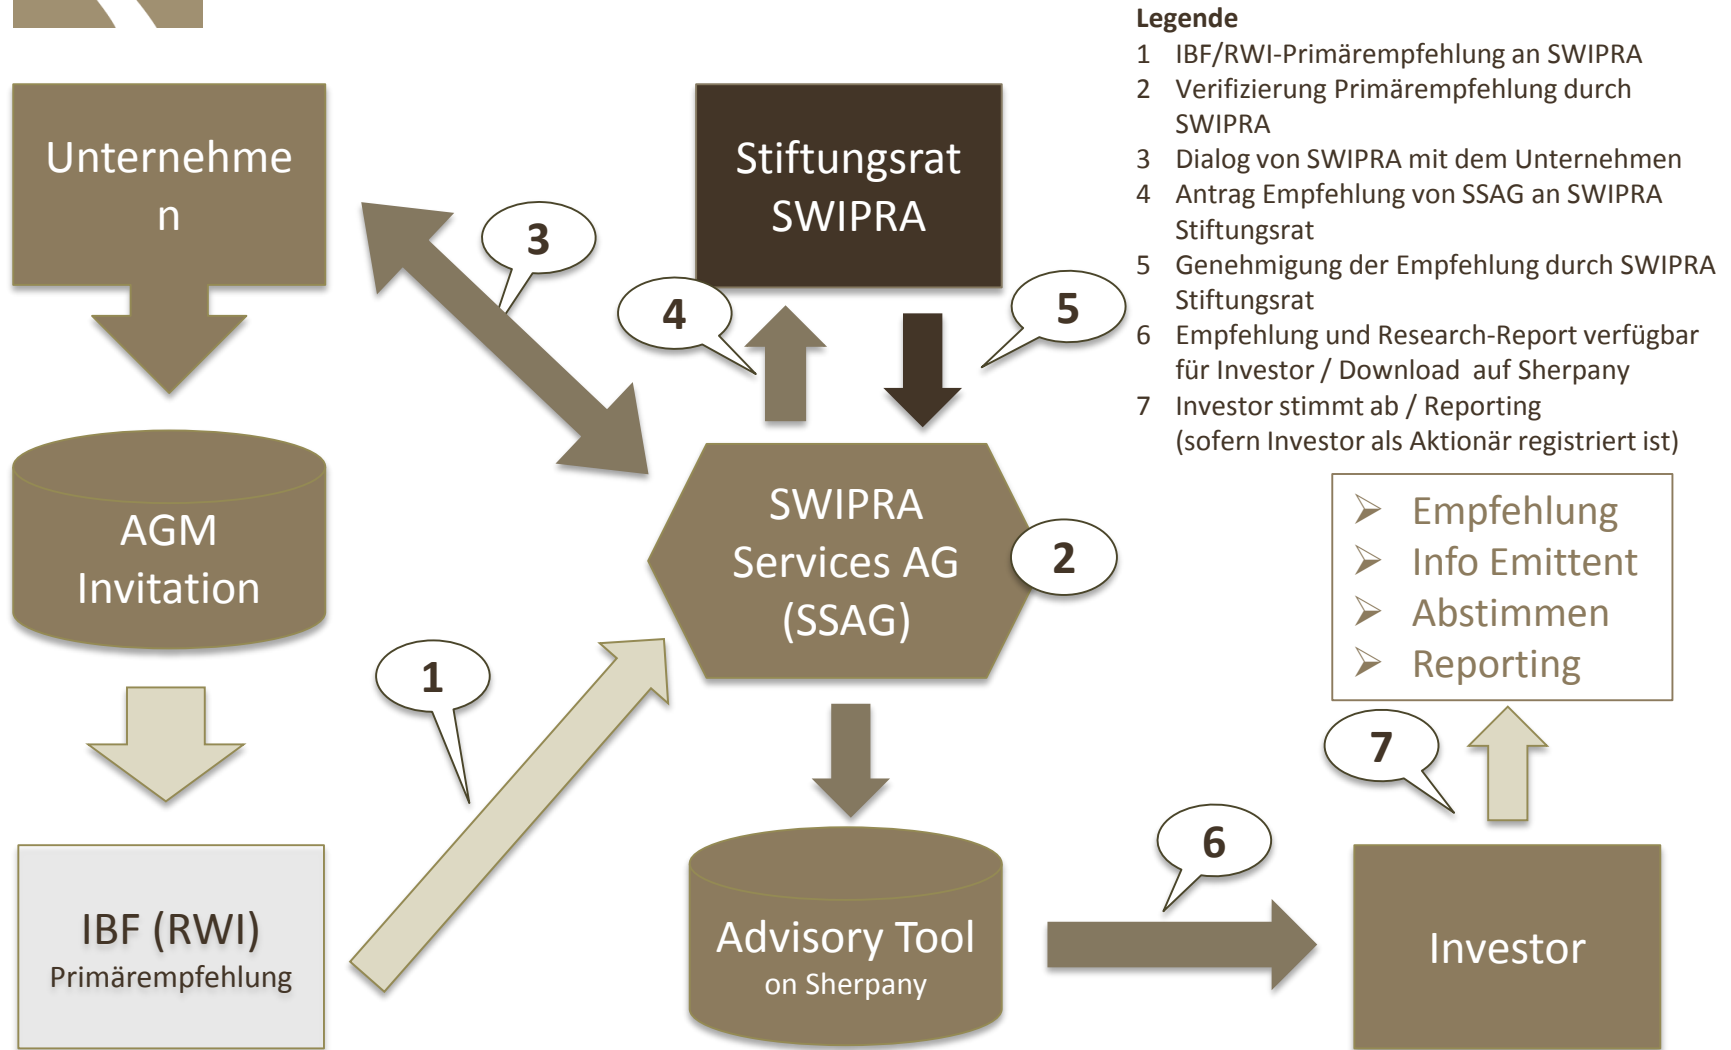 Legende
1 IBF/RWI-Primärempfehlung an SWIPRA
2 Verifizierung Primärempfehlung durch
SWIPRA
3 Dialog von SWIPRA mit dem Unternehmen
4 Antrag Empfehlung von SSAG an SWIPRA
Stiftungsrat
5 Genehmigung der Empfehlung durch SWIPRA
Stiftungsrat
6 Empfehlung und Research-Report verfügbar
für Investor / Download auf Sherpany
7 Investor stimmt ab / Reporting
(sofern Investor als Aktionär registriert ist)
Unternehme
n
Stiftungsrat
SWIPRA
3
4
5
AGM
Invitation
SWIPRA
Services AG
(SSAG)
2
➢ Empfehlung
➢ Info Emittent
➢ Abstimmen
➢ Reporting
1
7
6
IBF (RWI)
Primärempfehlung
Advisory Tool
on Sherpany
Investor